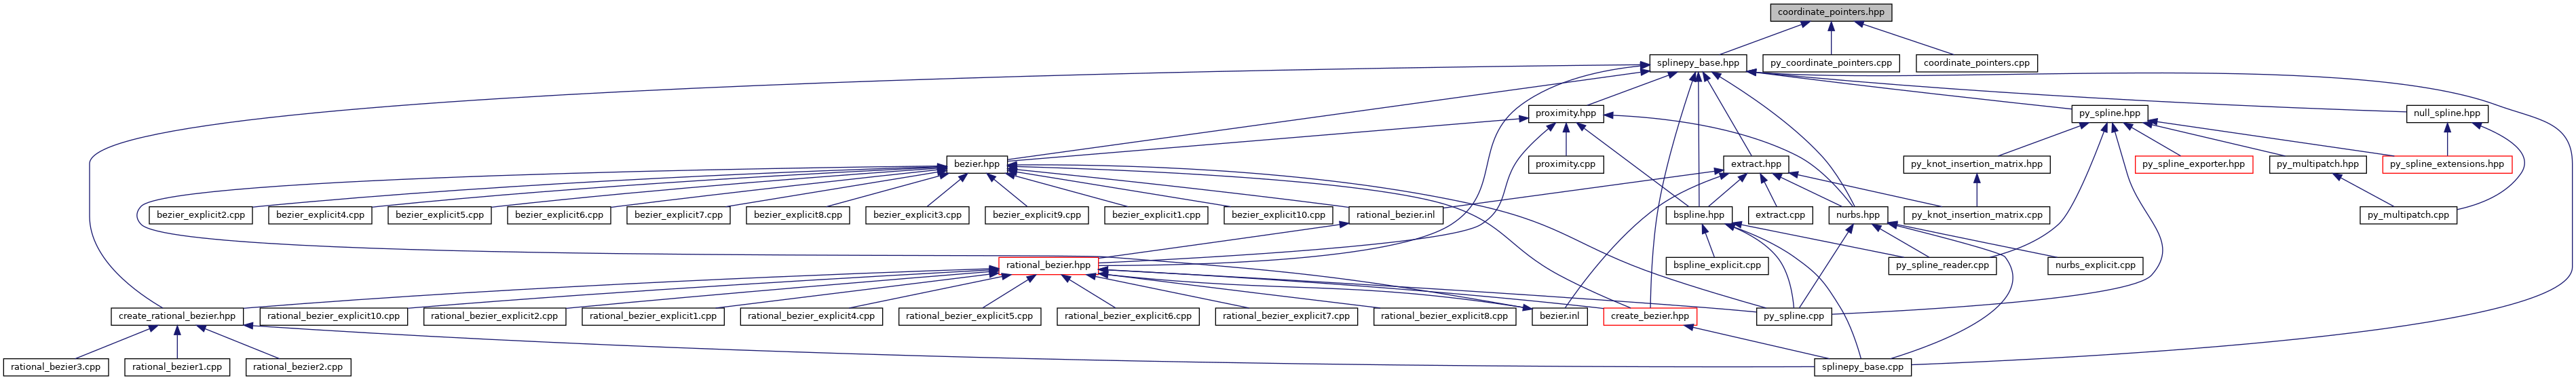 coordinate_pointers.hpp
splinepy_base.hpp
py_coordinate_pointers.cpp
coordinate_pointers.cpp
proximity.hpp
py_spline.hpp
null_spline.hpp
bezier.hpp
proximity.cpp
extract.hpp
py_knot_insertion_matrix.hpp
py_spline_exporter.hpp
py_multipatch.hpp
py_spline_extensions.hpp
bezier_explicit2.cpp
bezier_explicit4.cpp
bezier_explicit5.cpp
bezier_explicit6.cpp
bezier_explicit7.cpp
bezier_explicit8.cpp
bezier_explicit3.cpp
bezier_explicit9.cpp
bezier_explicit1.cpp
bezier_explicit10.cpp
rational_bezier.inl
bspline.hpp
extract.cpp
nurbs.hpp
py_knot_insertion_matrix.cpp
py_multipatch.cpp
rational_bezier.hpp
bspline_explicit.cpp
py_spline_reader.cpp
nurbs_explicit.cpp
create_rational_bezier.hpp
rational_bezier_explicit10.cpp
rational_bezier_explicit2.cpp
rational_bezier_explicit1.cpp
rational_bezier_explicit4.cpp
rational_bezier_explicit5.cpp
rational_bezier_explicit6.cpp
rational_bezier_explicit7.cpp
rational_bezier_explicit8.cpp
bezier.inl
create_bezier.hpp
py_spline.cpp
rational_bezier3.cpp
rational_bezier1.cpp
rational_bezier2.cpp
splinepy_base.cpp